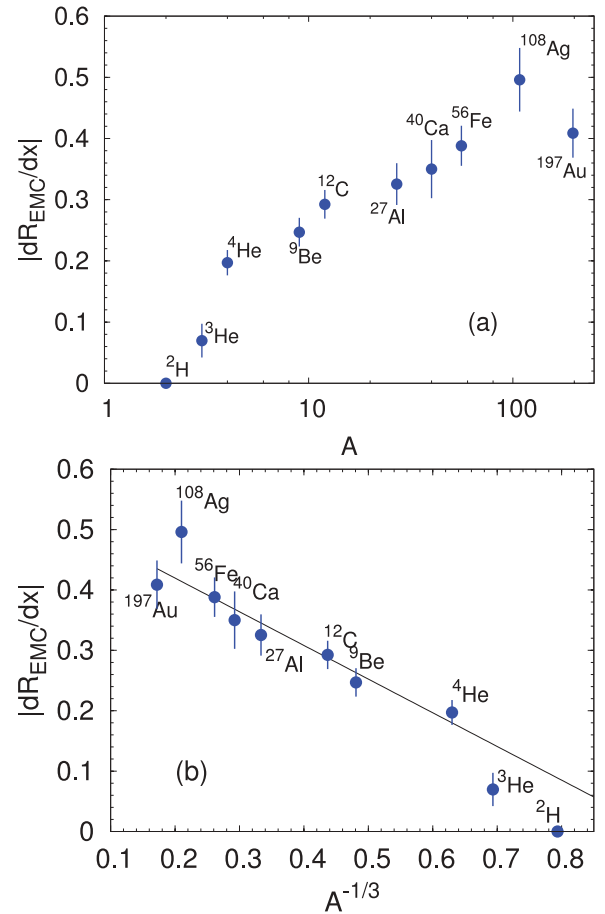 0.6
0.5
0.4
0.3
0.2
0.1
0
|dR_EMC/dx|
¹⁰⁸Ag
⁵⁶Fe
⁴⁰Ca
¹⁹⁷Au
¹²C
²⁷Al
⁴He
⁹Be
³He
²H
(a)
1 10 100
A
0.6
0.5
0.4
0.3
0.2
0.1
0
|dR_EMC/dx|
¹⁰⁸Ag
⁵⁶Fe
⁴⁰Ca
¹⁹⁷Au
²⁷Al
¹²C
⁹Be
⁴He
³He
²H
(b)
0.1 0.2 0.3 0.4 0.5 0.6 0.7 0.8
A⁻¹/³